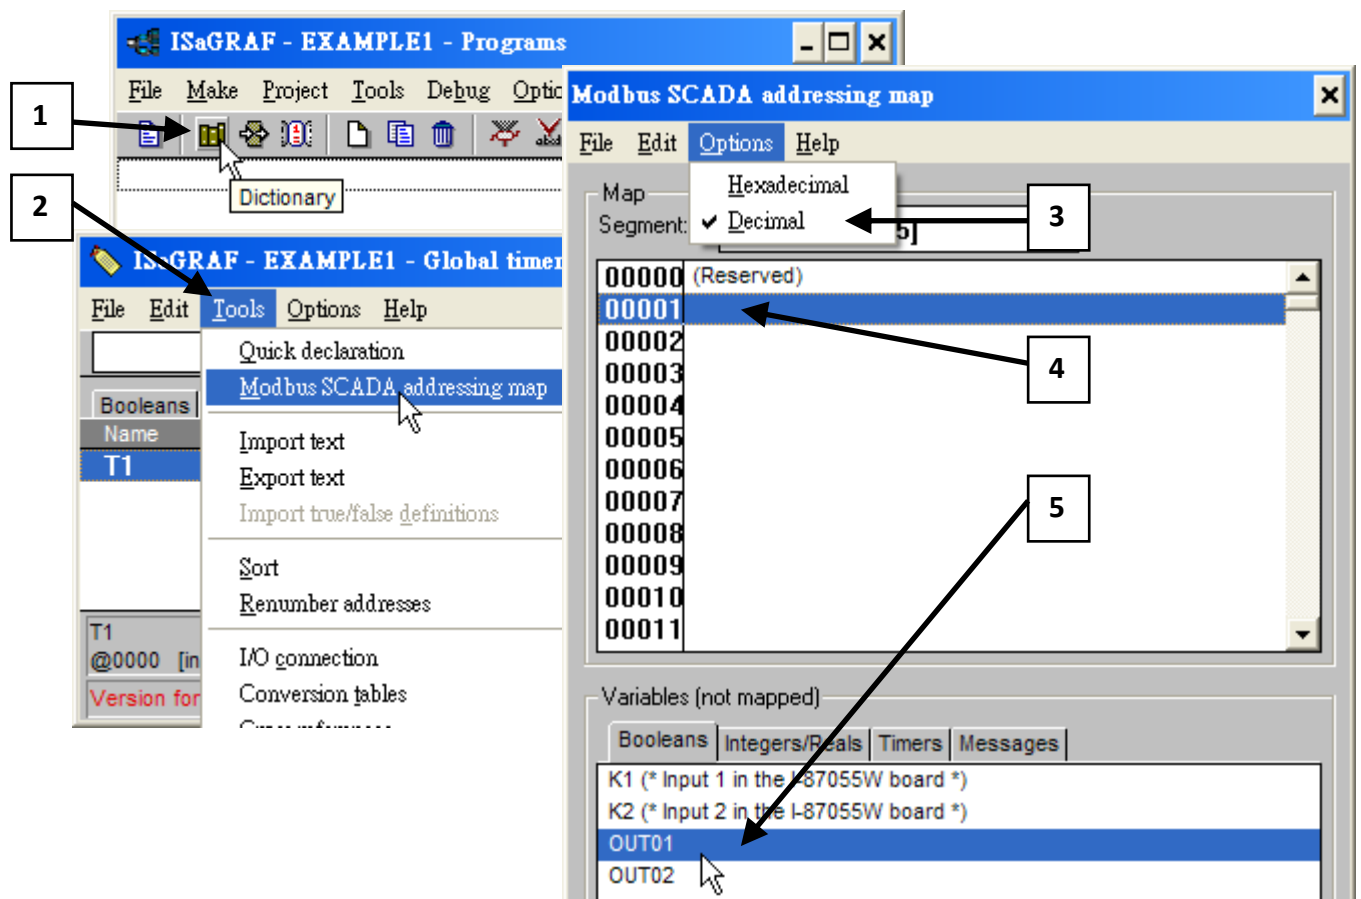 ISaGRAF - EXAMPLE1 - Programs
File Make Project Tools Debug
1
Dictionary
2
ISaGRAF - EXAMPLE1 - Global
File Edit Tools Options Help
Quick declaration
Modbus SCADA addressing map
Import text
Export text
Import true/false definitions
Sort
Renumber addresses
I/O connection
Conversion tables
Booleans
Name
T1
T1
@0000 [in
Version for
Modbus SCADA addressing map
File Edit Options Help
Hexadecimal
Decimal
Map
Segment:
5]
3
00000 (Reserved)
00001
00002
00003
00004
00005
00006
00007
00008
00009
00010
00011
4
5
Variables (not mapped)
Booleans Integers/Reals Timers Messages
K1 (* Input 1 in the I-87055W board *)
K2 (* Input 2 in the I-87055W board *)
OUT01
OUT02